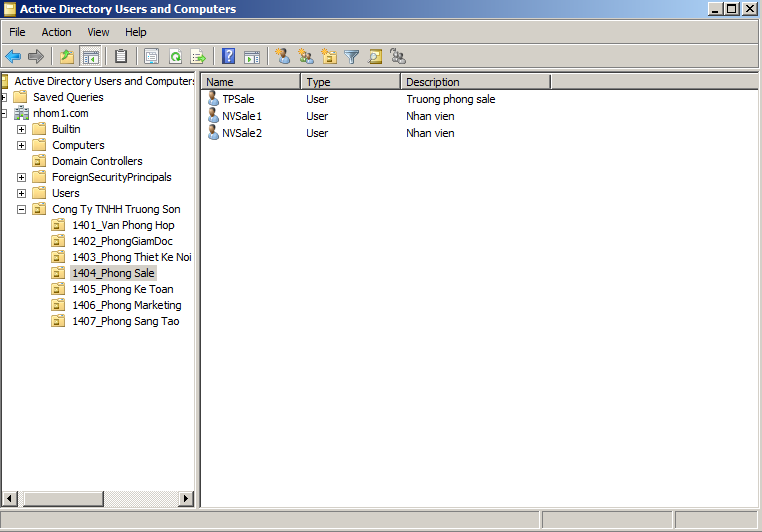 Active Directory Users and Computers
File Action View Help
Active Directory Users and Computers
Saved Queries
nhom1.com
Builtin
Computers
Domain Controllers
ForeignSecurityPrincipals
Users
Cong Ty TNHH Truong Son
1401_Van Phong Hop
1402_PhongGiamDoc
1403_Phong Thiet Ke Noi
1404_Phong Sale
1405_Phong Ke Toan
1406_Phong Marketing
1407_Phong Sang Tao
Name Type Description
TPSale User Truong phong sale
NVSale1 User Nhan vien
NVSale2 User Nhan vien